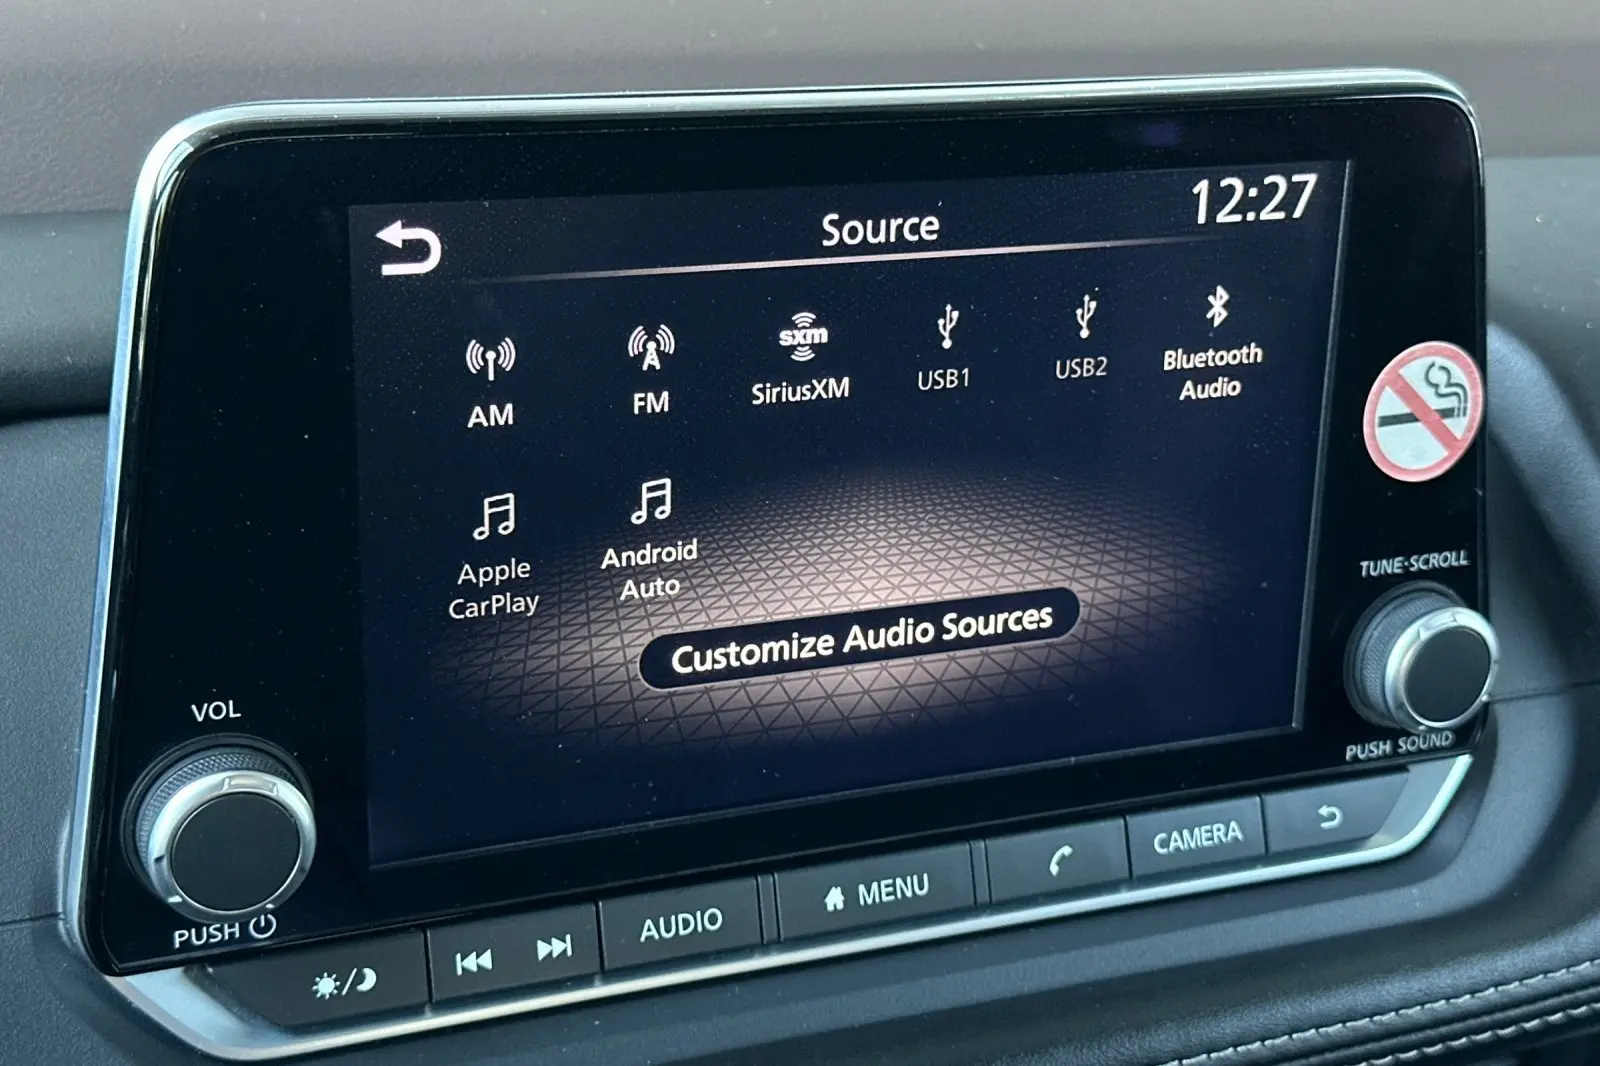 Source
12:27
sxm
AM
FM
SiriusXM
USB1
USB2
Bluetooth
Audio
Apple
CarPlay
Android
Auto
Customize Audio Sources
VOL
PUSH
TUNE·SCROLL
PUSH SOUND
AUDIO
MENU
CAMERA